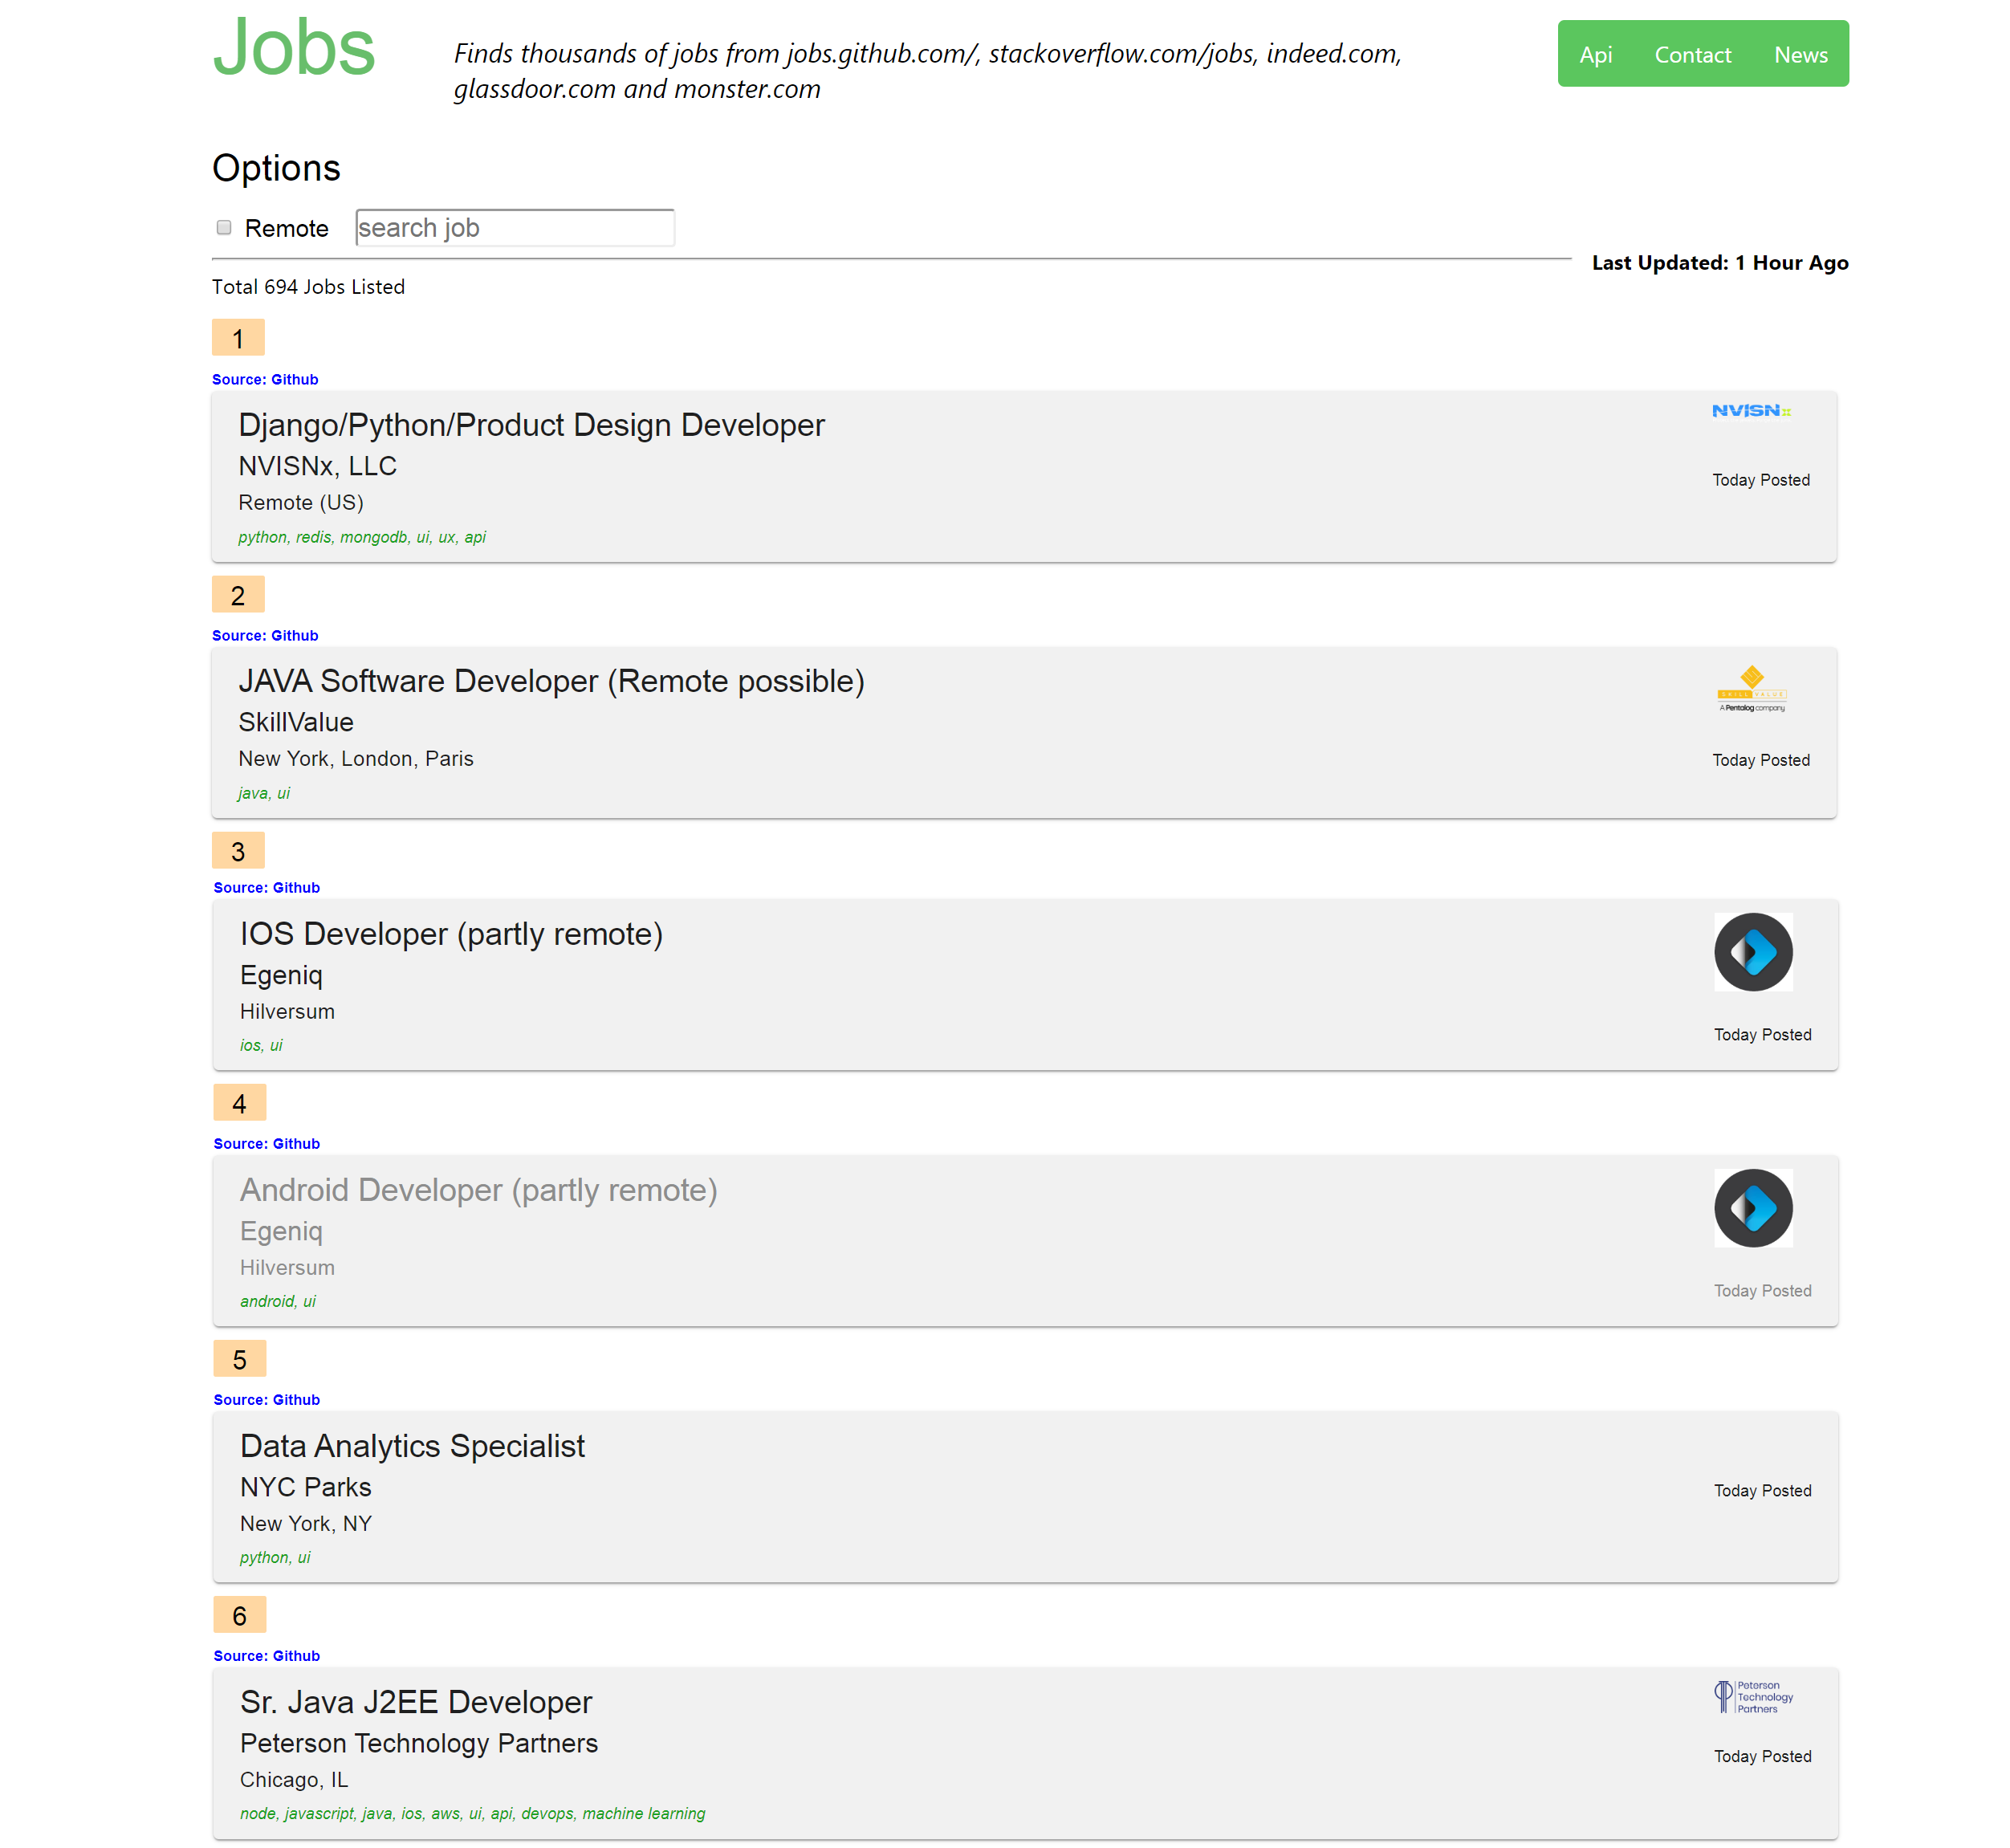 Jobs
Finds thousands of jobs from jobs.github.com/, stackoverflow.com/jobs, indeed.com,
glassdoor.com and monster.com
Api Contact News
Options
Remote search job
Last Updated: 1 Hour Ago
Total 694 Jobs Listed
1
Source: Github
Django/Python/Product Design Developer
NVISNx
NVISNx, LLC
Today Posted
Remote (US)
python, redis, mongodb, ui, ux, api
2
Source: Github
JAVA Software Developer (Remote possible)
SKILL VALUE
A Pentalog company
SkillValue
New York, London, Paris
Today Posted
java, ui
3
Source: Github
IOS Developer (partly remote)
Egeniq
Hilversum
Today Posted
ios, ui
4
Source: Github
Android Developer (partly remote)
Egeniq
Hilversum
Today Posted
android, ui
5
Source: Github
Data Analytics Specialist
NYC Parks
Today Posted
New York, NY
python, ui
6
Source: Github
Sr. Java J2EE Developer
Peterson
Technology
Partners
Peterson Technology Partners
Today Posted
Chicago, IL
node, javascript, java, ios, aws, ui, api, devops, machine learning